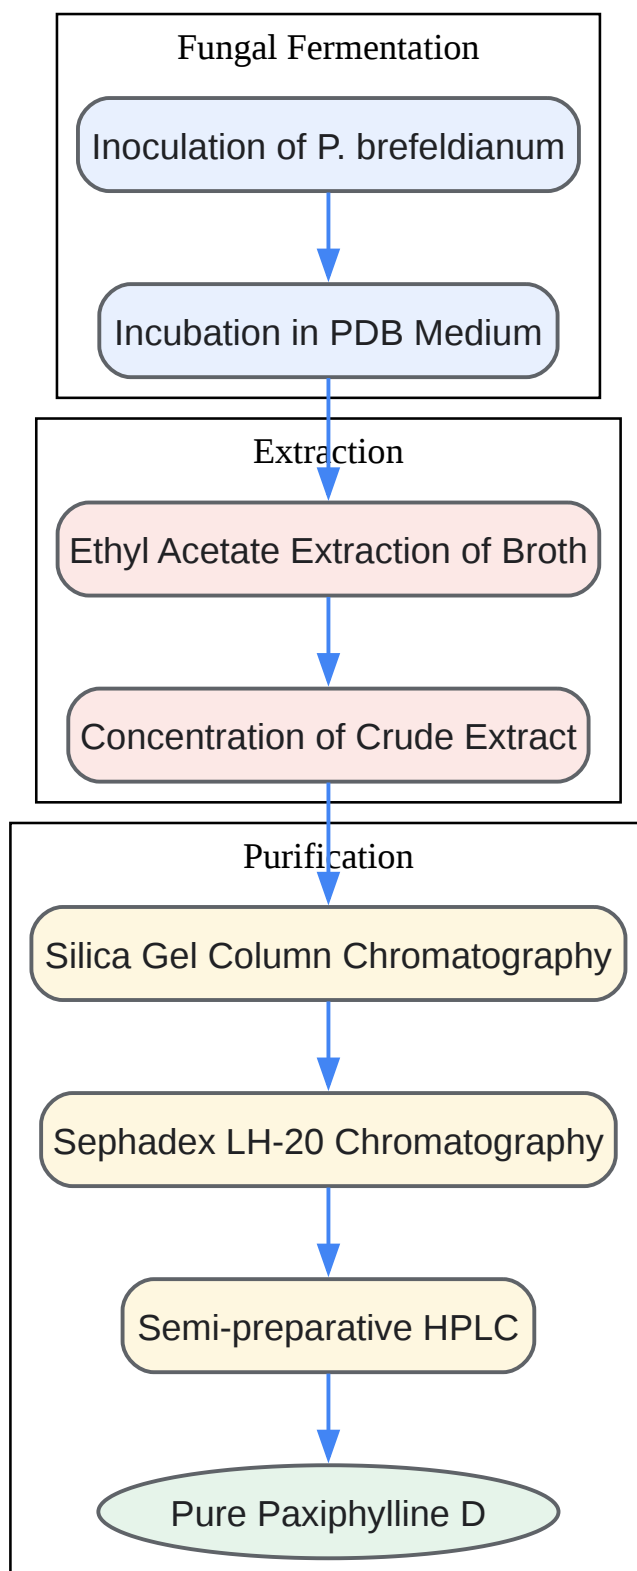 Fungal Fermentation
Inoculation of P. brefeldianum
Incubation in PDB Medium
Extraction
Ethyl Acetate Extraction of Broth
Concentration of Crude Extract
Purification
Silica Gel Column Chromatography
Sephadex LH-20 Chromatography
Semi-preparative HPLC
Pure Paxiphylline D